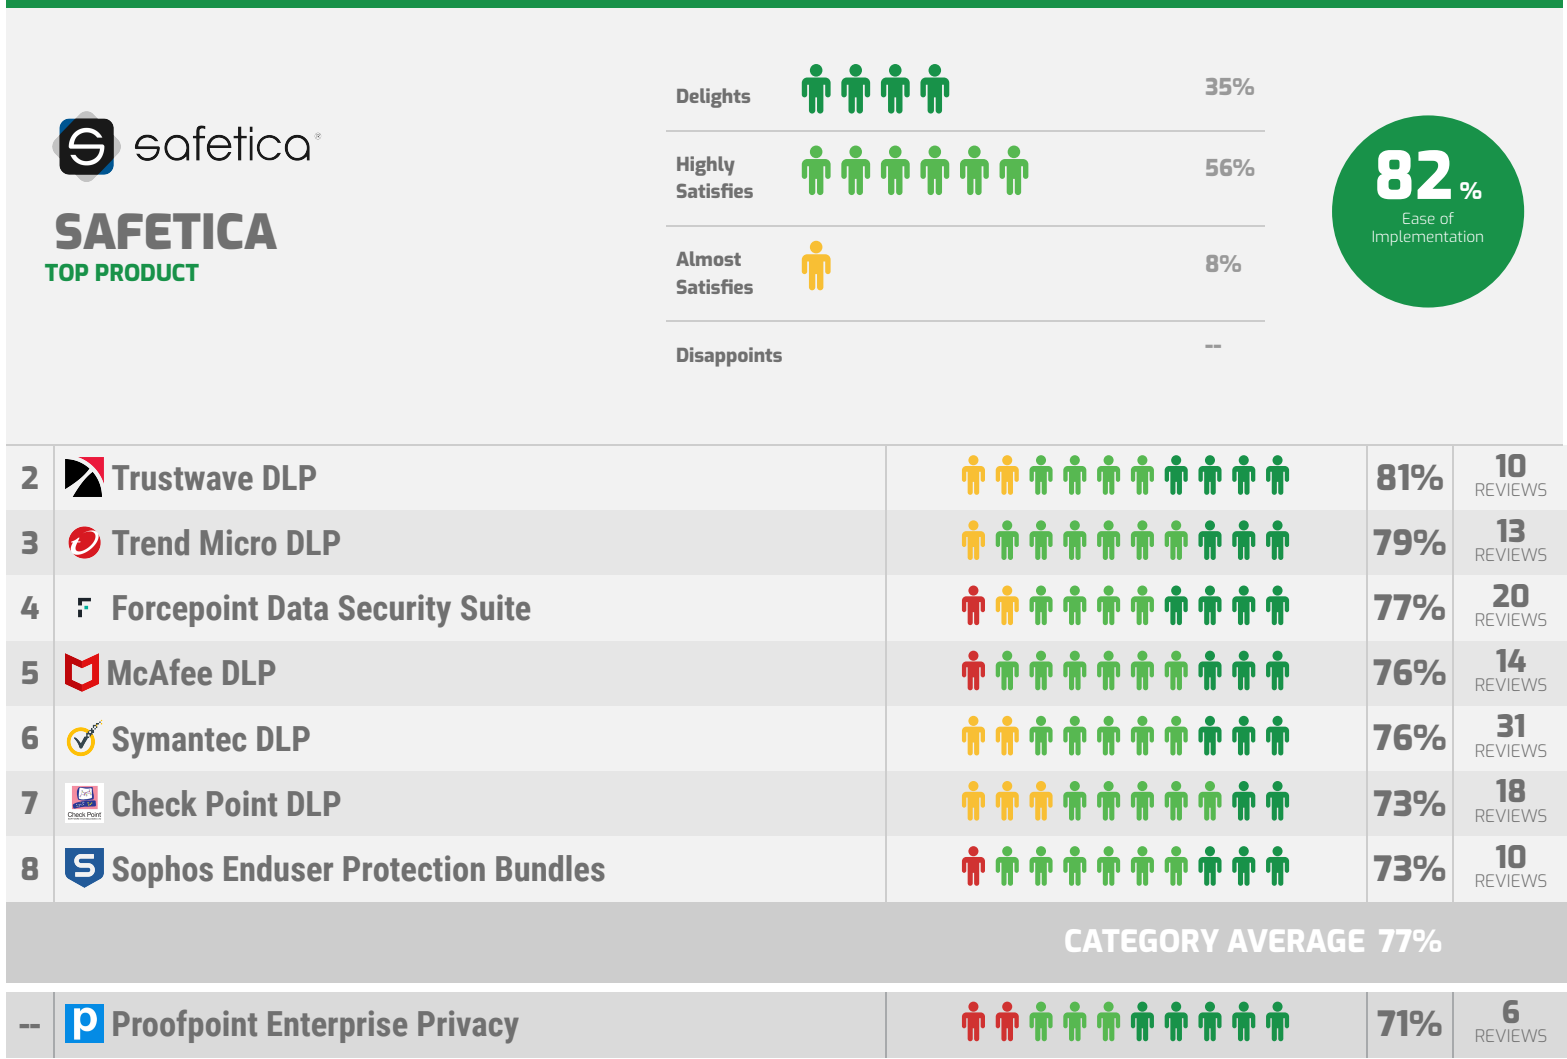 safetica®
SAFETICA
TOP PRODUCT
Delights
35%
Highly
Satisfies
56%
Almost
Satisfies
8%
Disappoints
--
82 %
Ease of
Implementation
2 Trustwave DLP 81% 10 REVIEWS
3 Trend Micro DLP 79% 13 REVIEWS
4 Forcepoint Data Security Suite 77% 20 REVIEWS
5 McAfee DLP 76% 14 REVIEWS
6 Symantec DLP 76% 31 REVIEWS
7 Check Point Check Point DLP 73% 18 REVIEWS
8 S Sophos Enduser Protection Bundles 73% 10 REVIEWS
CATEGORY AVERAGE 77%
-- p Proofpoint Enterprise Privacy 71% 6 REVIEWS